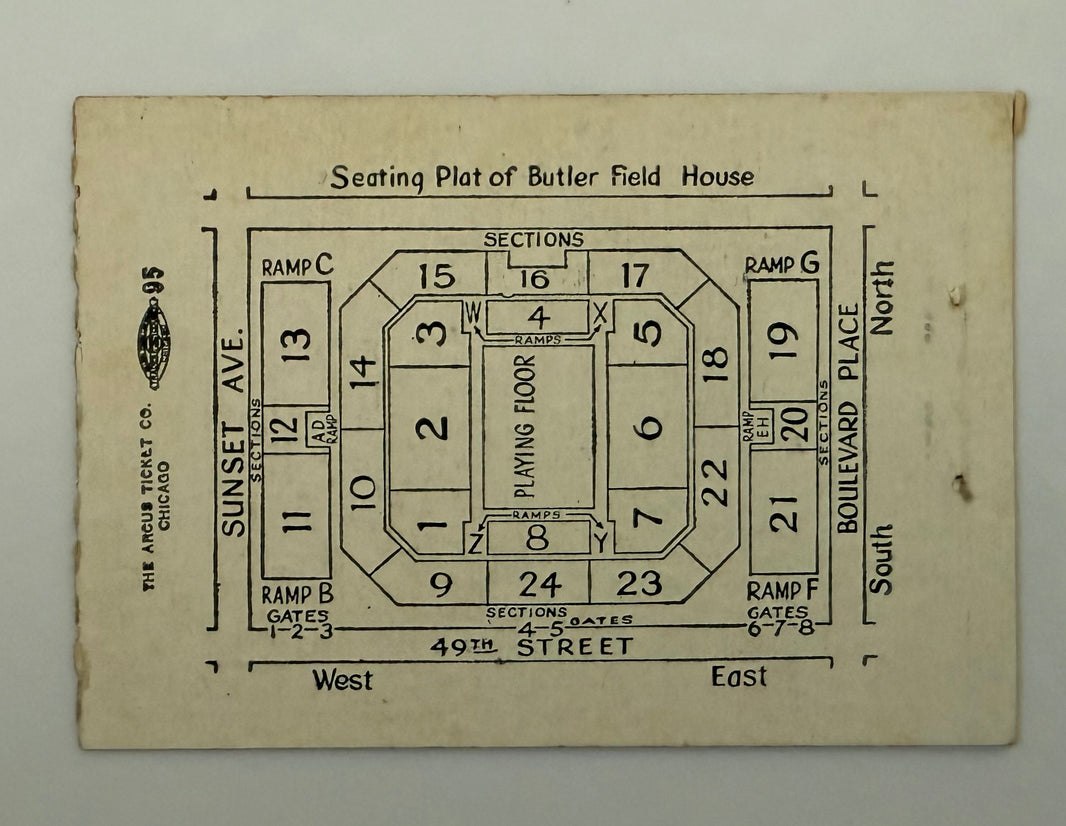 Seating Plat of Butler Field House
SECTIONS
RAMP C
15
16
17
RAMP G
North
13
14
3
W
4
X
5
18
19
RAMPS
SUNSET AVE.
SECTIONS
12
A D
RAMP
2
PLAYING FLOOR
6
RAMP
E H
20
SECTIONS
BOULEVARD PLACE
11
10
1
RAMPS
Z
8
Y
7
22
21
South
RAMP B
9
24
23
RAMP F
GATES
1-2-3
SECTIONS
4-5 GATES
GATES
6-7-8
49TH STREET
West
East
THE ARCUS TICKET CO.
CHICAGO
95